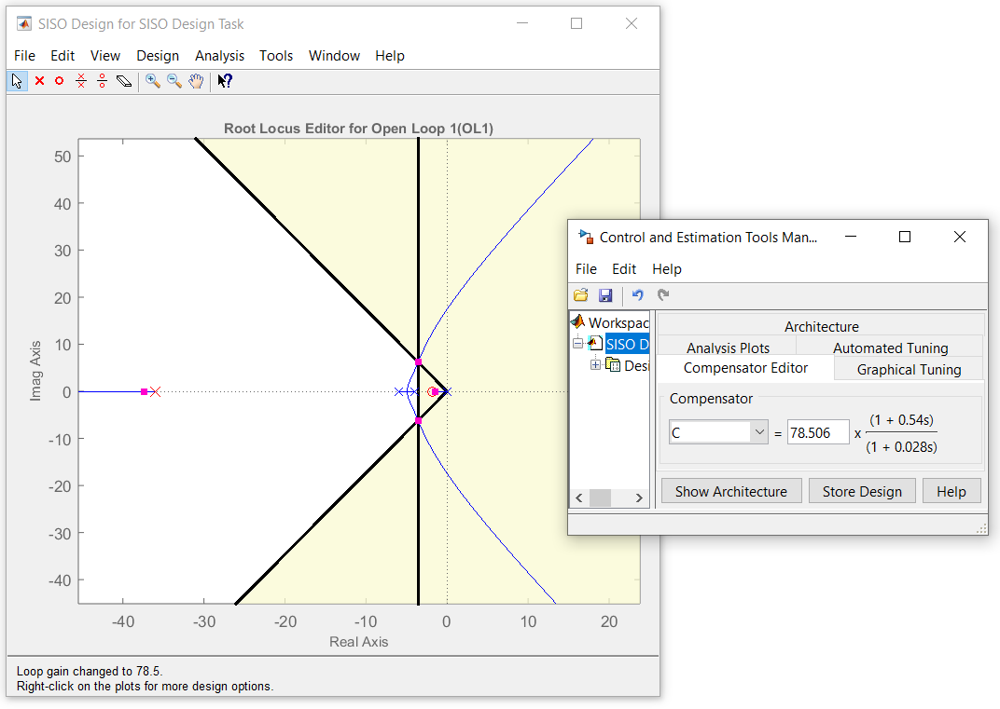 SISO Design for SISO Design Task
File Edit View Design Analysis Tools Window Help
Root Locus Editor for Open Loop 1(OL1)
50
40
30
20
10
0
-10
-20
-30
-40
Imag Axis
-40 -30 -20 -10 0 10 20
Real Axis
Loop gain changed to 78.5.
Right-click on the plots for more design options.
Control and Estimation Tools Man...
File Edit Help
Workspac
SISO D
Desi
Architecture
Analysis Plots Automated Tuning
Compensator Editor Graphical Tuning
Compensator
C = 78.506 x (1 + 0.54s)
(1 + 0.028s)
Show Architecture Store Design Help